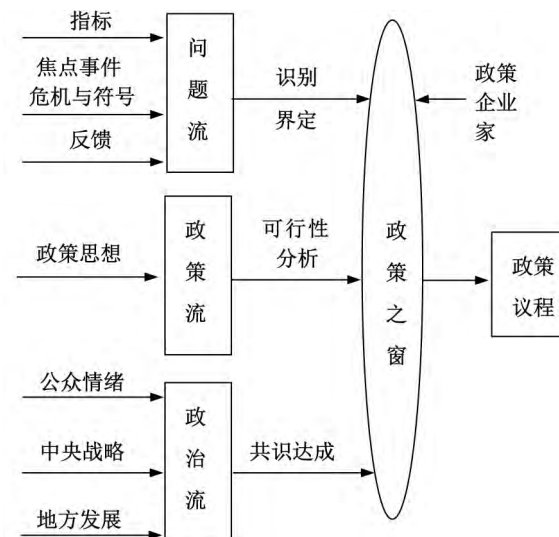 指标
焦点事件
危机与符号
反馈
问题流
识别
界定
政策
企业
家
政策思想
政策流
可行性
分析
政策之窗
政策
议程
公众情绪
中央战略
地方发展
政治流
共识达成